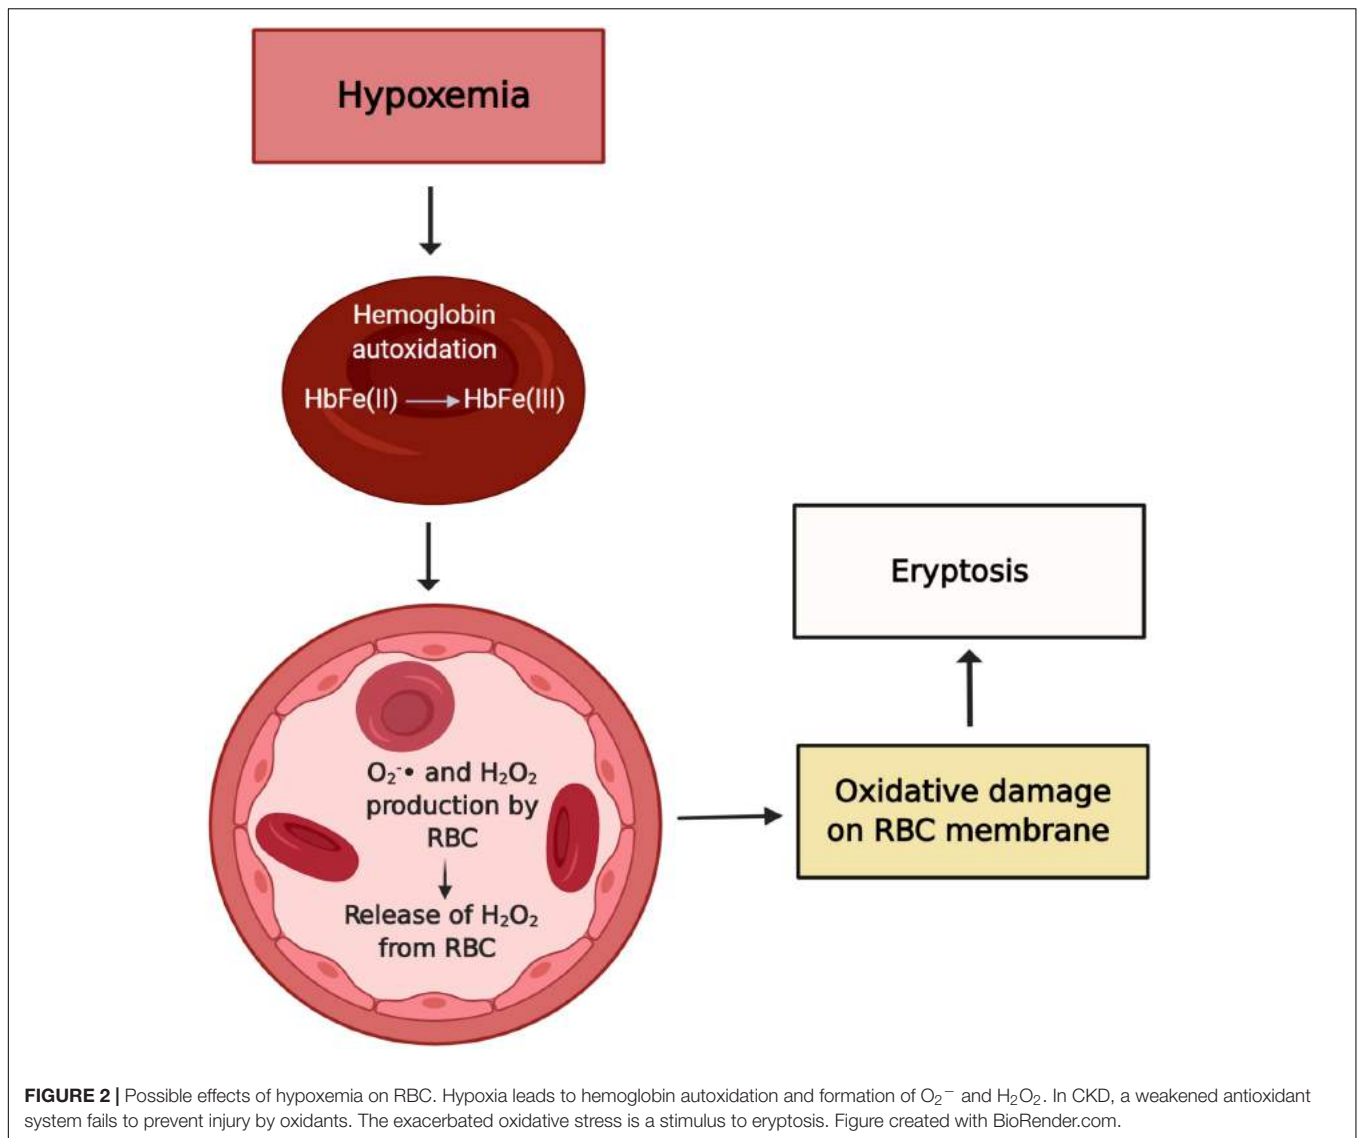 Hypoxemia
Hemoglobin
autoxidation
HbFe(II) → HbFe(III)
O₂⁻• and H₂O₂
production by
RBC
Release of H₂O₂
from RBC
Oxidative damage
on RBC membrane
Eryptosis
FIGURE 2 | Possible effects of hypoxemia on RBC. Hypoxia leads to hemoglobin autoxidation and formation of O₂⁻ and H₂O₂. In CKD, a weakened antioxidant
system fails to prevent injury by oxidants. The exacerbated oxidative stress is a stimulus to eryptosis. Figure created with BioRender.com.